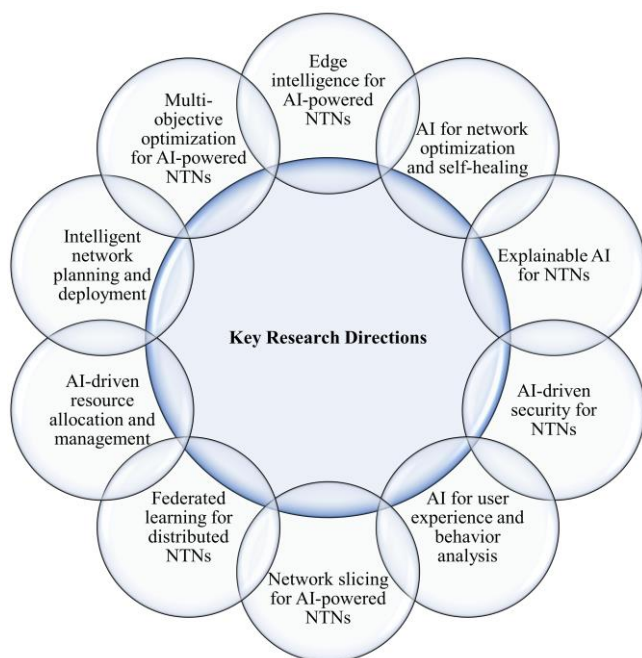 Edge
intelligence for
AI-powered
NTNs
AI for network
optimization
and self-healing
Explainable AI
for NTNs
AI-driven
security for
NTNs
AI for user
experience and
behavior
analysis
Network slicing
for AI-powered
NTNs
Federated
learning for
distributed
NTNs
AI-driven
resource
allocation and
management
Intelligent
network
planning and
deployment
Multi-
objective
optimization
for AI-powered
NTNs
Key Research Directions